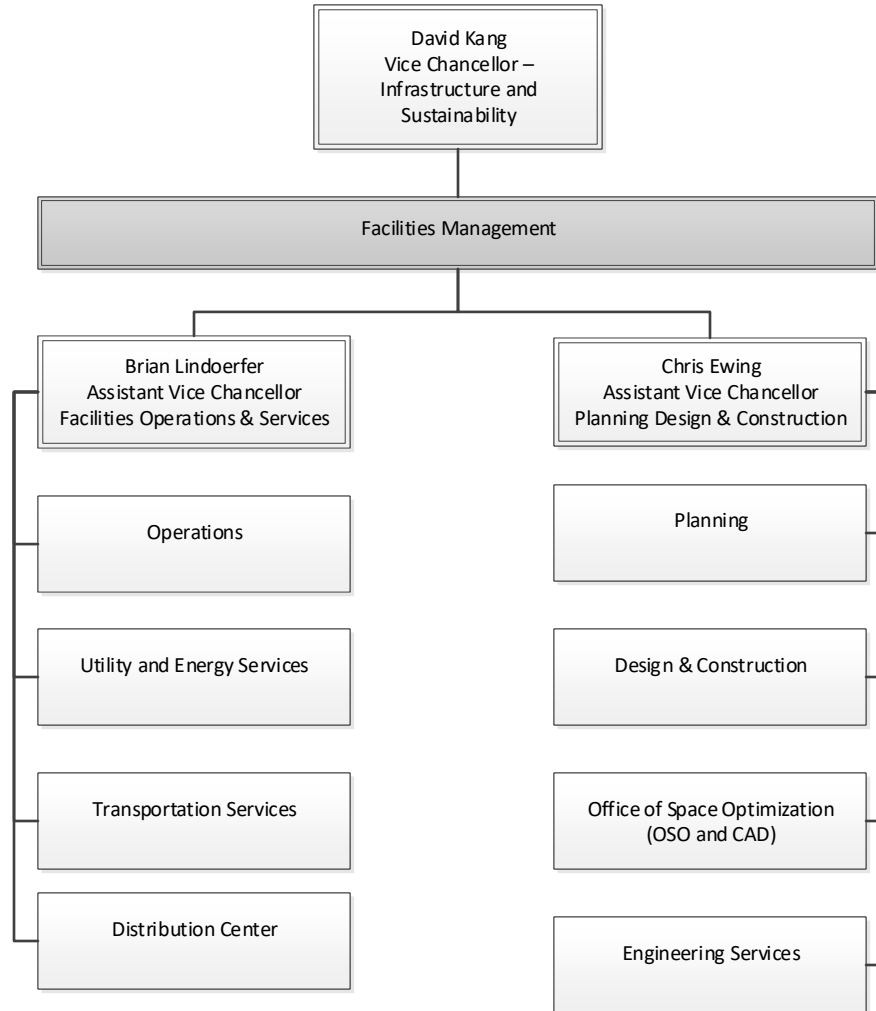 David Kang
Vice Chancellor –
Infrastructure and
Sustainability
Facilities Management
Brian Lindoerfer
Assistant Vice Chancellor
Facilities Operations & Services
Chris Ewing
Assistant Vice Chancellor
Planning Design & Construction
Operations
Planning
Utility and Energy Services
Design & Construction
Transportation Services
Office of Space Optimization
(OSO and CAD)
Distribution Center
Engineering Services